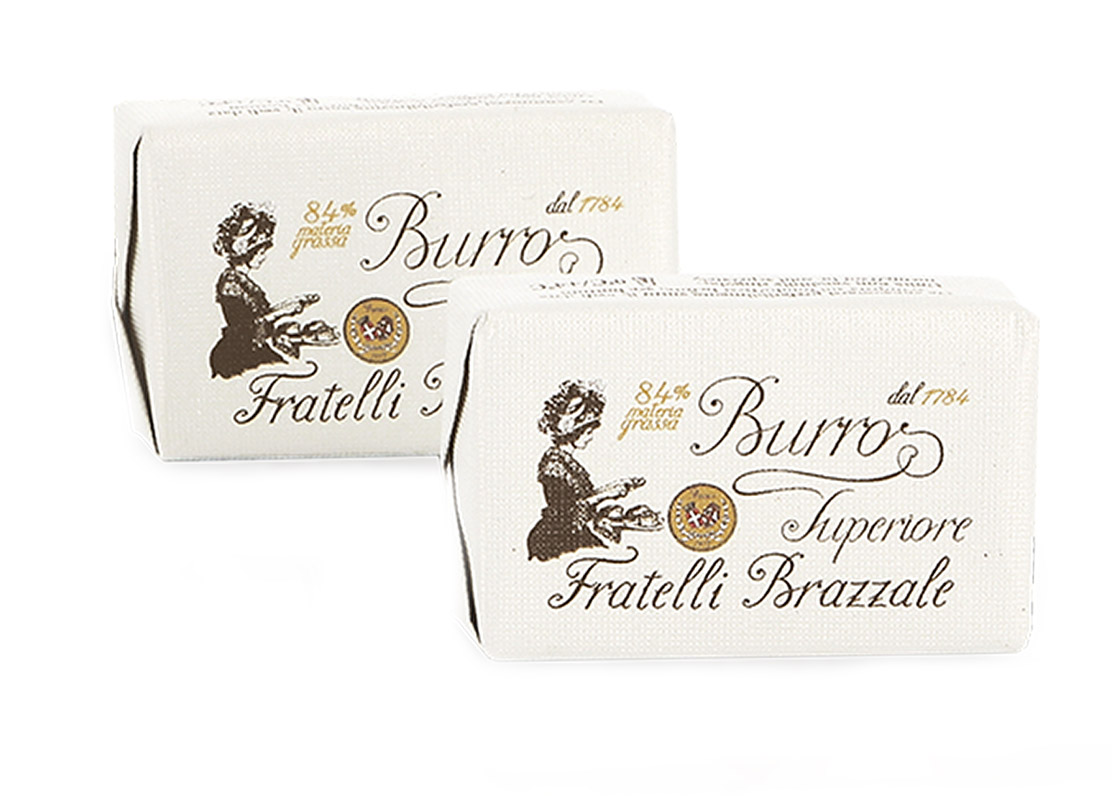 84%
materia
grassa
Burro
dal 1784
Fratelli
84%
materia
grassa
Burro
dal 1784
Superiore
Fratelli Brazzale